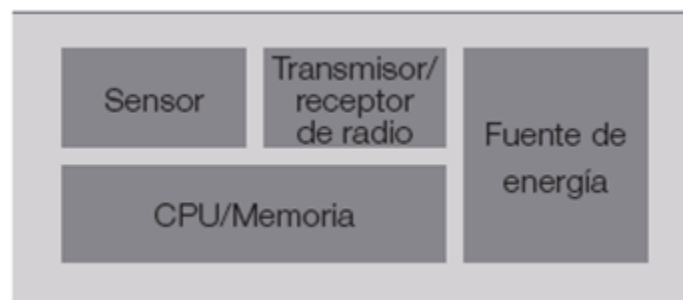 Sensor
Transmisor/
receptor
de radio
Fuente de
energía
CPU/Memoria